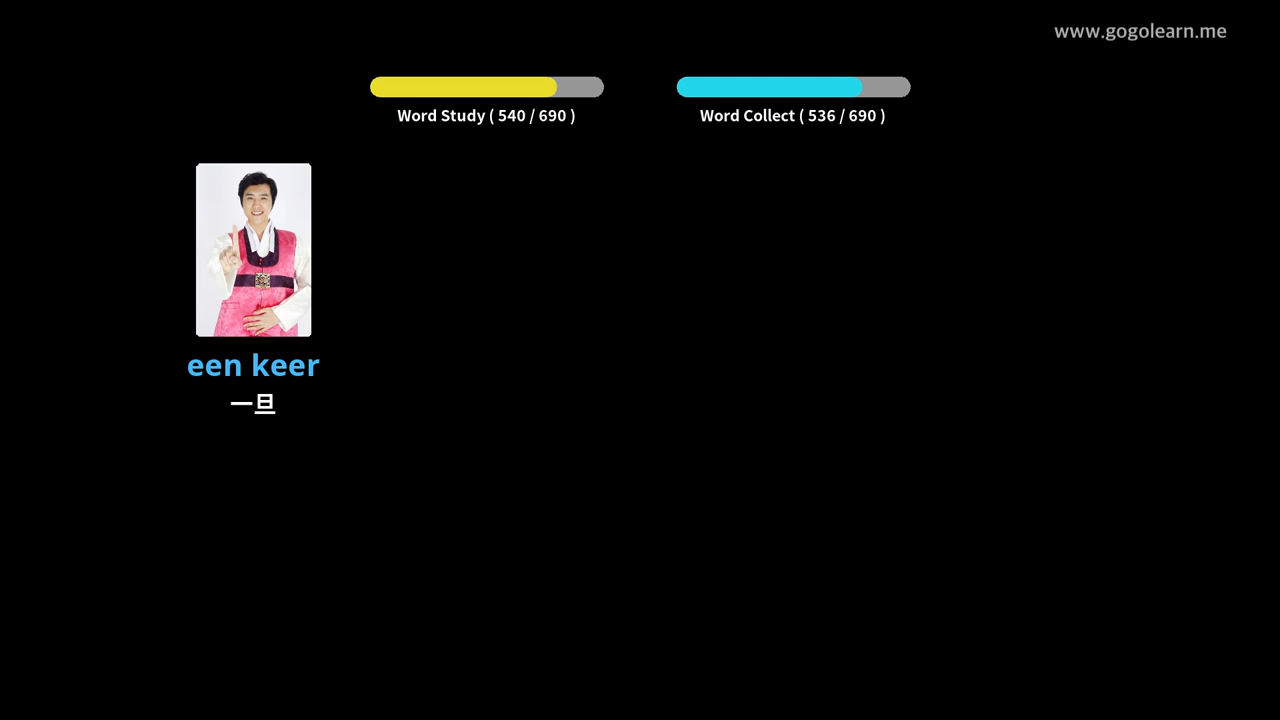 www.gogolearn.me
Word Study ( 540 / 690 )
Word Collect ( 536 / 690 )
een keer
一旦